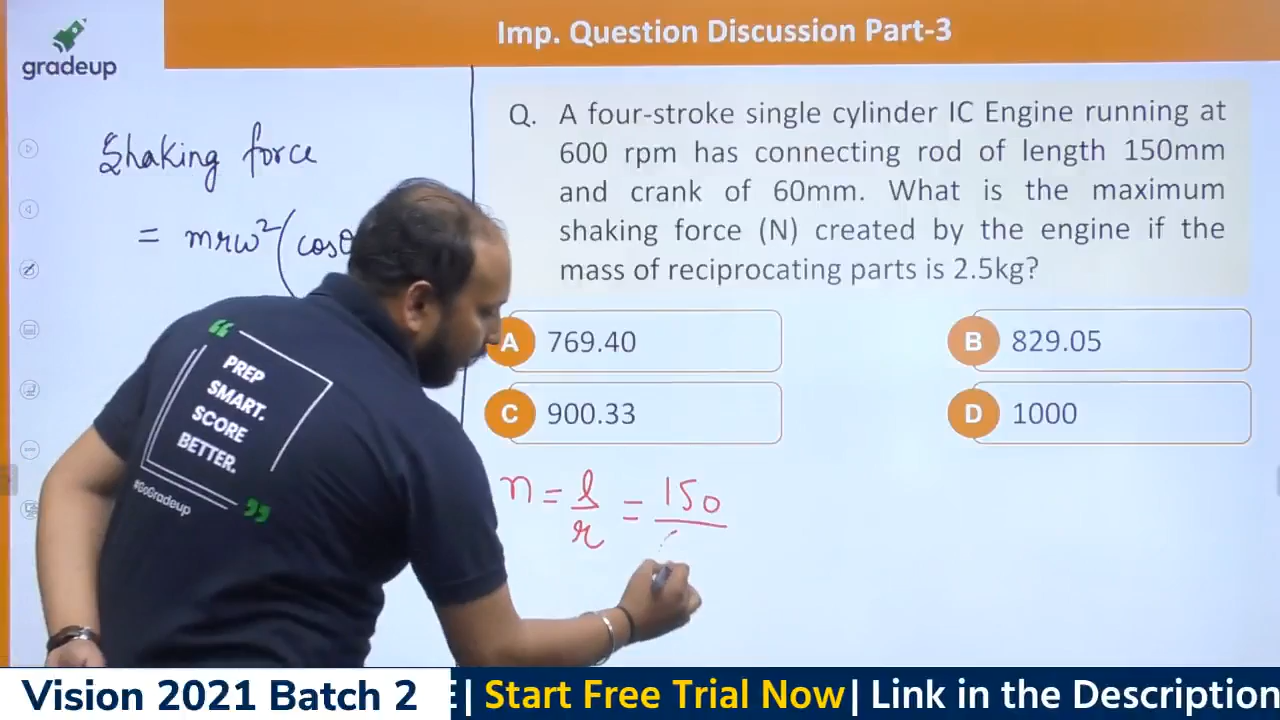 Imp. Question Discussion Part-3
gradeup
Shaking force
= mrω²(cosθ
Q. A four-stroke single cylinder IC Engine running at
600 rpm has connecting rod of length 150mm
and crank of 60mm. What is the maximum
shaking force (N) created by the engine if the
mass of reciprocating parts is 2.5kg?
A 769.40
B 829.05
C 900.33
D 1000
n = l/r = 150/
PREP
SMART.
SCORE
BETTER.
#GoGradeup
Vision 2021 Batch 2
| Start Free Trial Now | Link in the Description